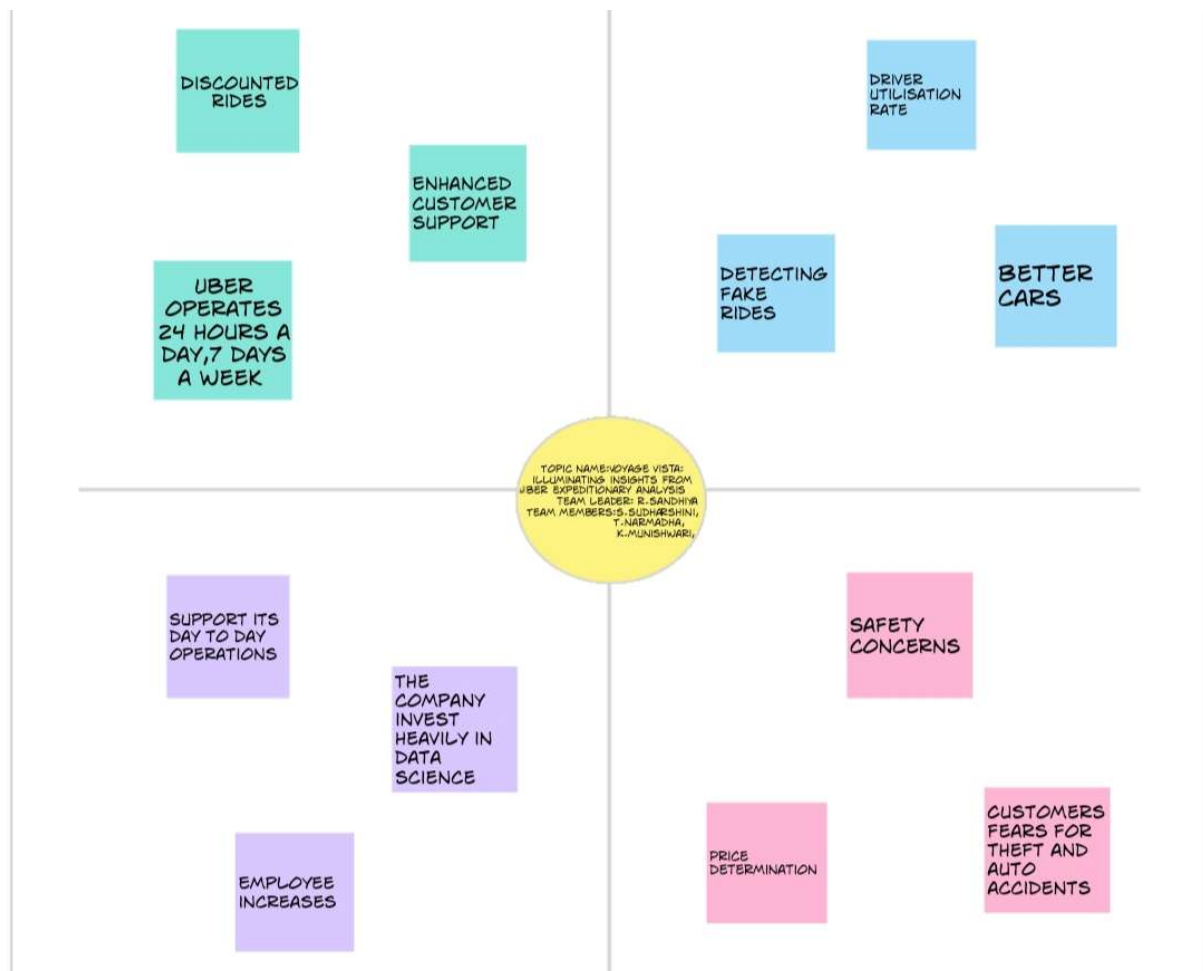 DISCOUNTED
RIDES
ENHANCED
CUSTOMER
SUPPORT
UBER
OPERATES
24 HOURS A
DAY,7 DAYS
A WEEK
DRIVER
UTILISATION
RATE
DETECTING
FAKE
RIDES
BETTER
CARS
TOPIC NAME:VOYAGE VISTA:
ILLUMINATING INSIGHTS FROM
UBER EXPEDITIONARY ANALYSIS
TEAM LEADER: R.SANDHIYA
TEAM MEMBERS:S.SUDHARSHINI,
T.NARMADHA,
K.MUNISHWARI,
SUPPORT ITS
DAY TO DAY
OPERATIONS
THE
COMPANY
INVEST
HEAVILY IN
DATA
SCIENCE
EMPLOYEE
INCREASES
SAFETY
CONCERNS
PRICE
DETERMINATION
CUSTOMERS
FEARS FOR
THEFT AND
AUTO
ACCIDENTS